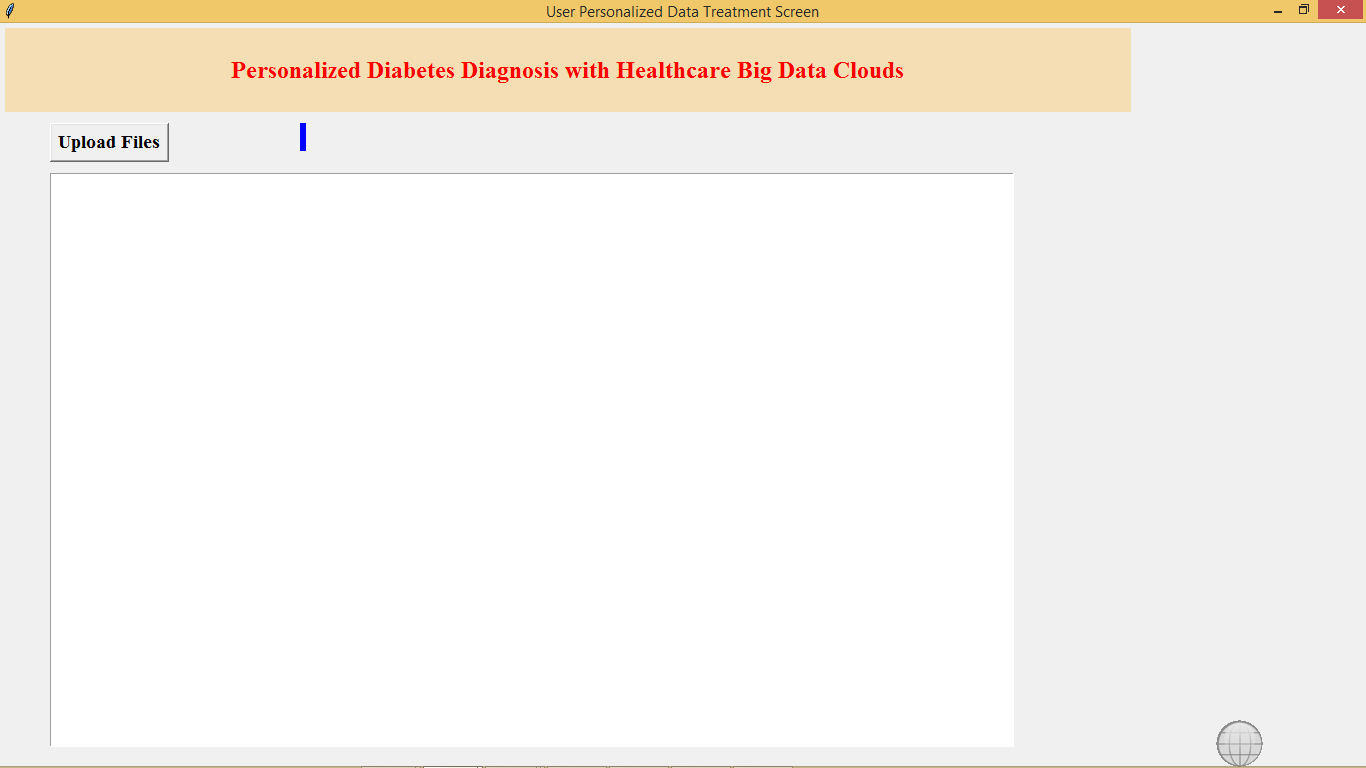 User Personalized Data Treatment Screen
Personalized Diabetes Diagnosis with Healthcare Big Data Clouds
Upload Files